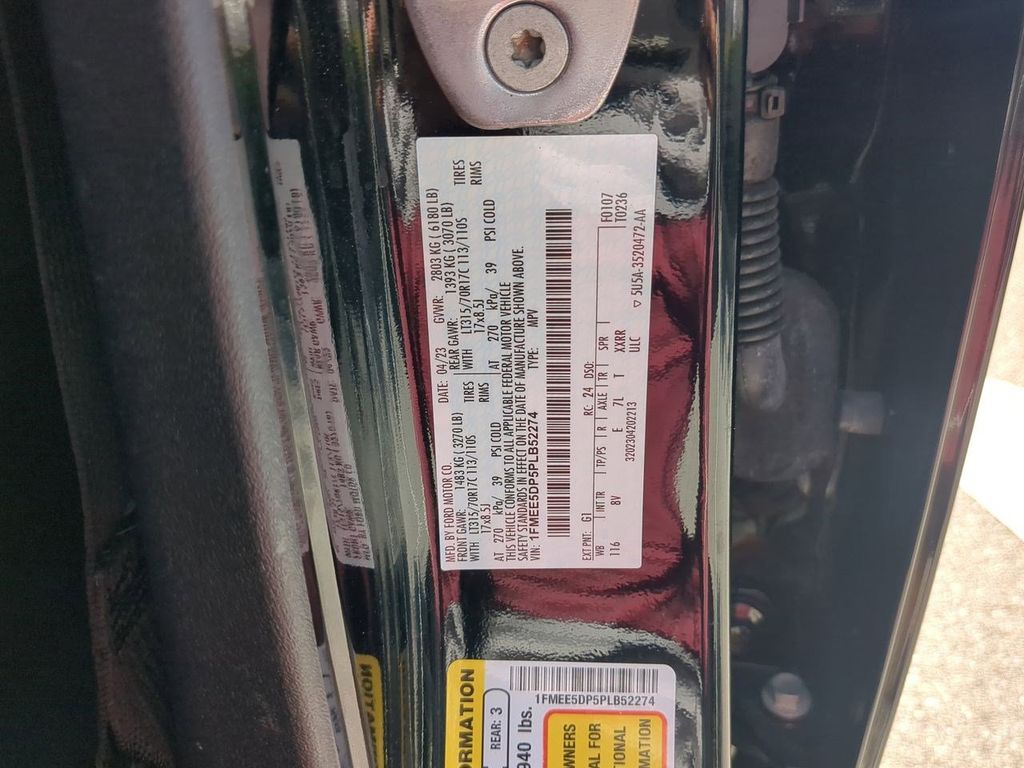 MFD. BY FORD MOTOR CO.
DATE: 04/23 GVWR: 2803 KG ( 6180 LB)
FRONT GAWR: 1483 KG ( 3270 LB) REAR GAWR: 1393 KG ( 3070 LB)
WITH LT315/70R17C 113/110S TIRES WITH LT315/70R17C 113/110S TIRES
17x8.5J RIMS 17x8.5J RIMS
AT 270 kPa/ 39 PSI COLD AT 270 kPa/ 39 PSI COLD
THIS VEHICLE CONFORMS TO ALL APPLICABLE FEDERAL MOTOR VEHICLE
SAFETY STANDARDS IN EFFECT ON THE DATE OF MANUFACTURE SHOWN ABOVE.
VIN: 1FMEE5DP5PLB52274 TYPE: MPV
EXT PNT: G1 RC: 24 DSO: F0107
WB INT TR TP/PS R AXLE TR SPR T0236
116 8V E 7L T XXRR
3202304202213 ULC ▽ 5U5A-3520472-AA
1FMEE5DP5PLB52274
ORMATION
REAR: 3
940 lbs.
OWNERS
AL FOR
TIONAL
MATION